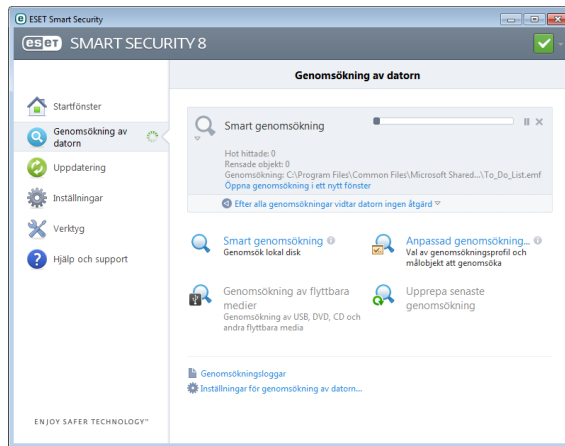 ESET Smart Security
eset SMART SECURITY 8
Genomsökning av datorn
Startfönster
Genomsökning av
datorn
Uppdatering
Inställningar
Verktyg
Hjälp och support
Smart genomsökning
Hot hittade: 0
Rensade objekt: 0
Genomsökning: C:\Program Files\Common Files\Microsoft Shared...\To_Do_List.emf
Öppna genomsökning i ett nytt fönster
Efter alla genomsökningar vidtar datorn ingen åtgärd
Smart genomsökning
Genomsök lokal disk
Anpassad genomsökning...
Val av genomsökningsprofil och
målobjekt att genomsöka
Genomsökning av flyttbara
medier
Genomsökning av USB, DVD, CD och
andra flyttbara media
Upprepa senaste
genomsökning
Genomsökningsloggar
Inställningar för genomsökning av datorn...
ENJOY SAFER TECHNOLOGY™